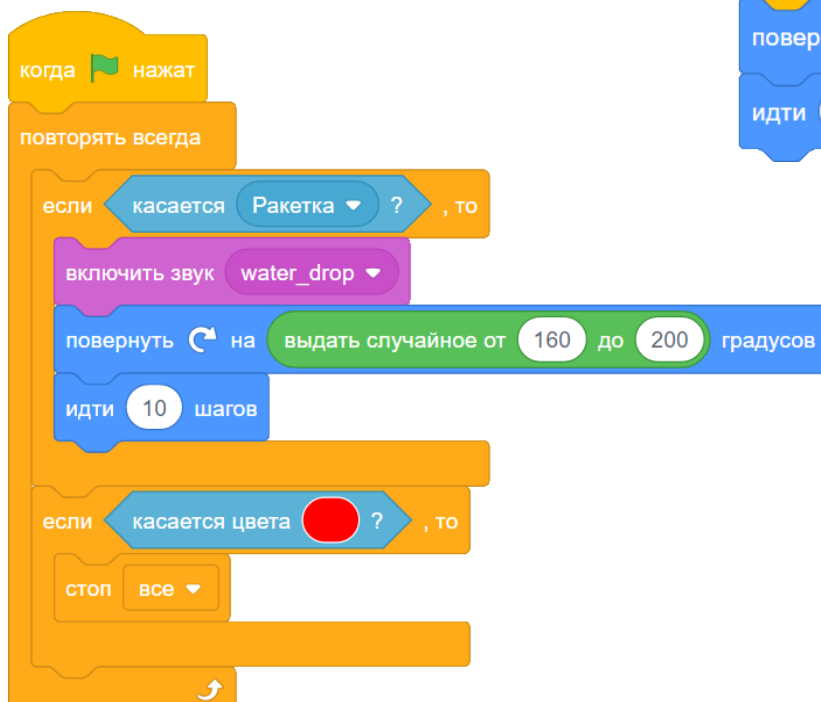 когда нажат
повторять всегда
если касается Ракетка ? , то
включить звук water_drop
повернуть на выдать случайное от 160 до 200 градусов
идти 10 шагов
если касается цвета ? , то
стоп все
идти